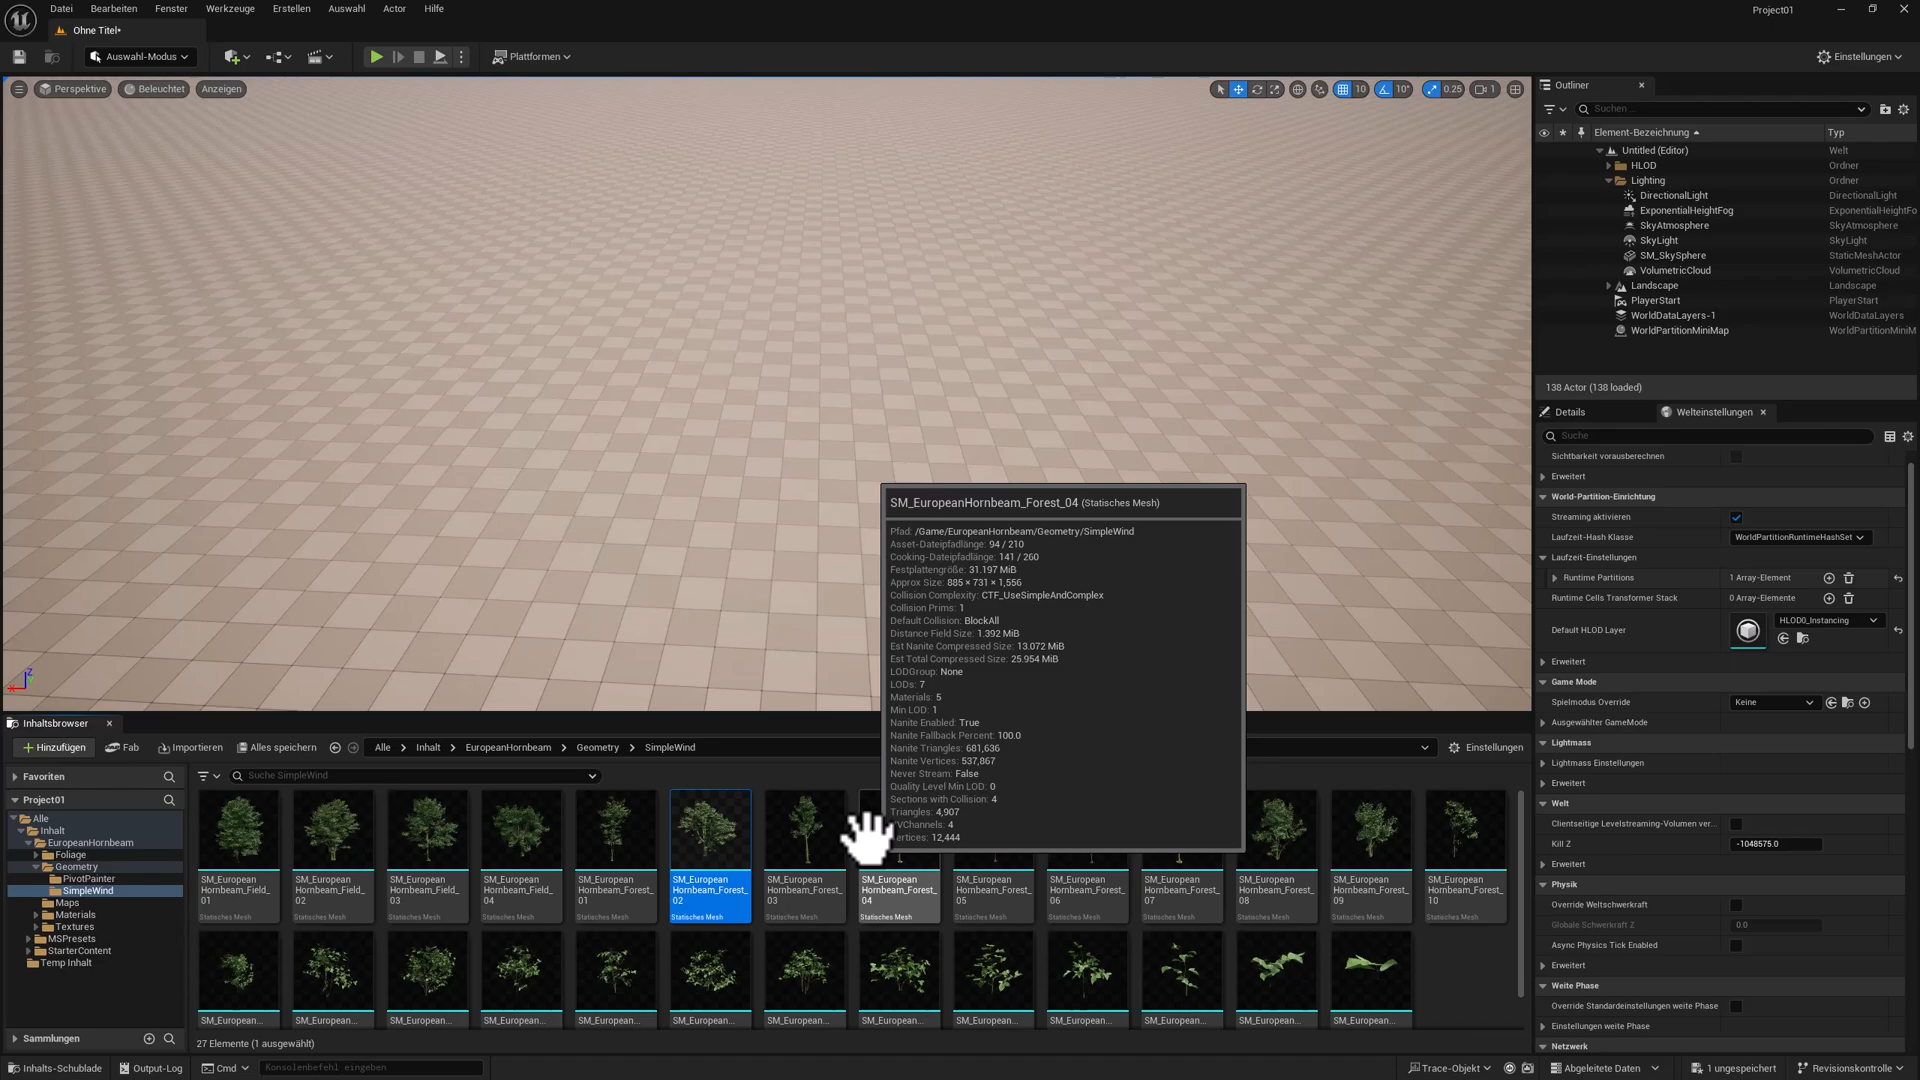 Datei Bearbeiten Fenster Werkzeuge Erstellen Auswahl Actor Hilfe
Project01
Ohne Titel*
Auswahl-Modus
Plattformen
Einstellungen
Perspektive Beleuchtet Anzeigen
10 10° 0.25 1
Outliner
Suchen ...
Element-Bezeichnung Typ
Untitled (Editor) Welt
HLOD Ordner
Lighting Ordner
DirectionalLight DirectionalLight
ExponentialHeightFog ExponentialHeightFo
SkyAtmosphere SkyAtmosphere
SkyLight SkyLight
SM_SkySphere StaticMeshActor
VolumetricCloud VolumetricCloud
Landscape Landscape
PlayerStart PlayerStart
WorldDataLayers-1 WorldDataLayers
WorldPartitionMiniMap WorldPartitionMiniM
138 Actor (138 loaded)
Details Welteinstellungen
Suche
Sichtbarkeit vorausberechnen
Erweitert
World-Partition-Einrichtung
Streaming aktivieren
Laufzeit-Hash Klasse WorldPartitionRuntimeHashSet
Laufzeit-Einstellungen
Runtime Partitions 1 Array-Element
Runtime Cells Transformer Stack 0 Array-Elemente
Default HLOD Layer HLOD0_Instancing
Erweitert
Game Mode
Spielmodus Override Keine
Ausgewählter GameMode
Lightmass
Lightmass Einstellungen
Erweitert
Welt
Clientseitige Levelstreaming-Volumen ver...
Kill Z -1048575.0
Erweitert
Physik
Override Weltschwerkraft
Globale Schwerkraft Z 0.0
Async Physics Tick Enabled
Erweitert
Weite Phase
Override Standardeinstellungen weite Phase
Einstellungen weite Phase
Netzwerk
SM_EuropeanHornbeam_Forest_04 (Statisches Mesh)
Pfad: /Game/EuropeanHornbeam/Geometry/SimpleWind
Asset-Dateipfadlänge: 94 / 210
Cooking-Dateipfadlänge: 141 / 260
Festplattengröße: 31.197 MiB
Approx Size: 885 × 731 × 1,556
Collision Complexity: CTF_UseSimpleAndComplex
Collision Prims: 1
Default Collision: BlockAll
Distance Field Size: 1.392 MiB
Est Nanite Compressed Size: 13.072 MiB
Est Total Compressed Size: 25.954 MiB
LODGroup: None
LODs: 7
Materials: 5
Min LOD: 1
Nanite Enabled: True
Nanite Fallback Percent: 100.0
Nanite Triangles: 681,636
Nanite Vertices: 537,867
Never Stream: False
Quality Level Min LOD: 0
Sections with Collision: 4
Triangles: 4,907
VChannels: 4
ertices: 12,444
Z
X
Inhaltsbrowser
Hinzufügen Fab Importieren Alles speichern Alle Inhalt EuropeanHornbeam Geometry SimpleWind Einstellungen
Favoriten
Suche SimpleWind
Project01
Alle
Inhalt
EuropeanHornbeam
Foliage
Geometry
PivotPainter
SimpleWind
Maps
Materials
Textures
MSPresets
StarterContent
Temp Inhalt
Sammlungen
SM_European Hornbeam_Field_ 01 Statisches Mesh
SM_European Hornbeam_Field_ 02 Statisches Mesh
SM_European Hornbeam_Field_ 03 Statisches Mesh
SM_European Hornbeam_Field_ 04 Statisches Mesh
SM_European Hornbeam_Forest_ 01 Statisches Mesh
SM_European Hornbeam_Forest_ 02 Statisches Mesh
SM_European Hornbeam_Forest_ 03 Statisches Mesh
SM_European Hornbeam_Forest_ 04 Statisches Mesh
SM_European Hornbeam_Forest_ 05 Statisches Mesh
SM_European Hornbeam_Forest_ 06 Statisches Mesh
SM_European Hornbeam_Forest_ 07 Statisches Mesh
SM_European Hornbeam_Forest_ 08 Statisches Mesh
SM_European Hornbeam_Forest_ 09 Statisches Mesh
SM_European Hornbeam_Forest_ 10 Statisches Mesh
SM_European... SM_European... SM_European... SM_European... SM_European... SM_European... SM_European... SM_European... SM_European... SM_European... SM_European... SM_European... SM_European...
27 Elemente (1 ausgewählt)
Inhalts-Schublade Output-Log Cmd Konsolenbefehl eingeben Trace-Objekt Abgeleitete Daten 1 ungespeichert Revisionskontrolle